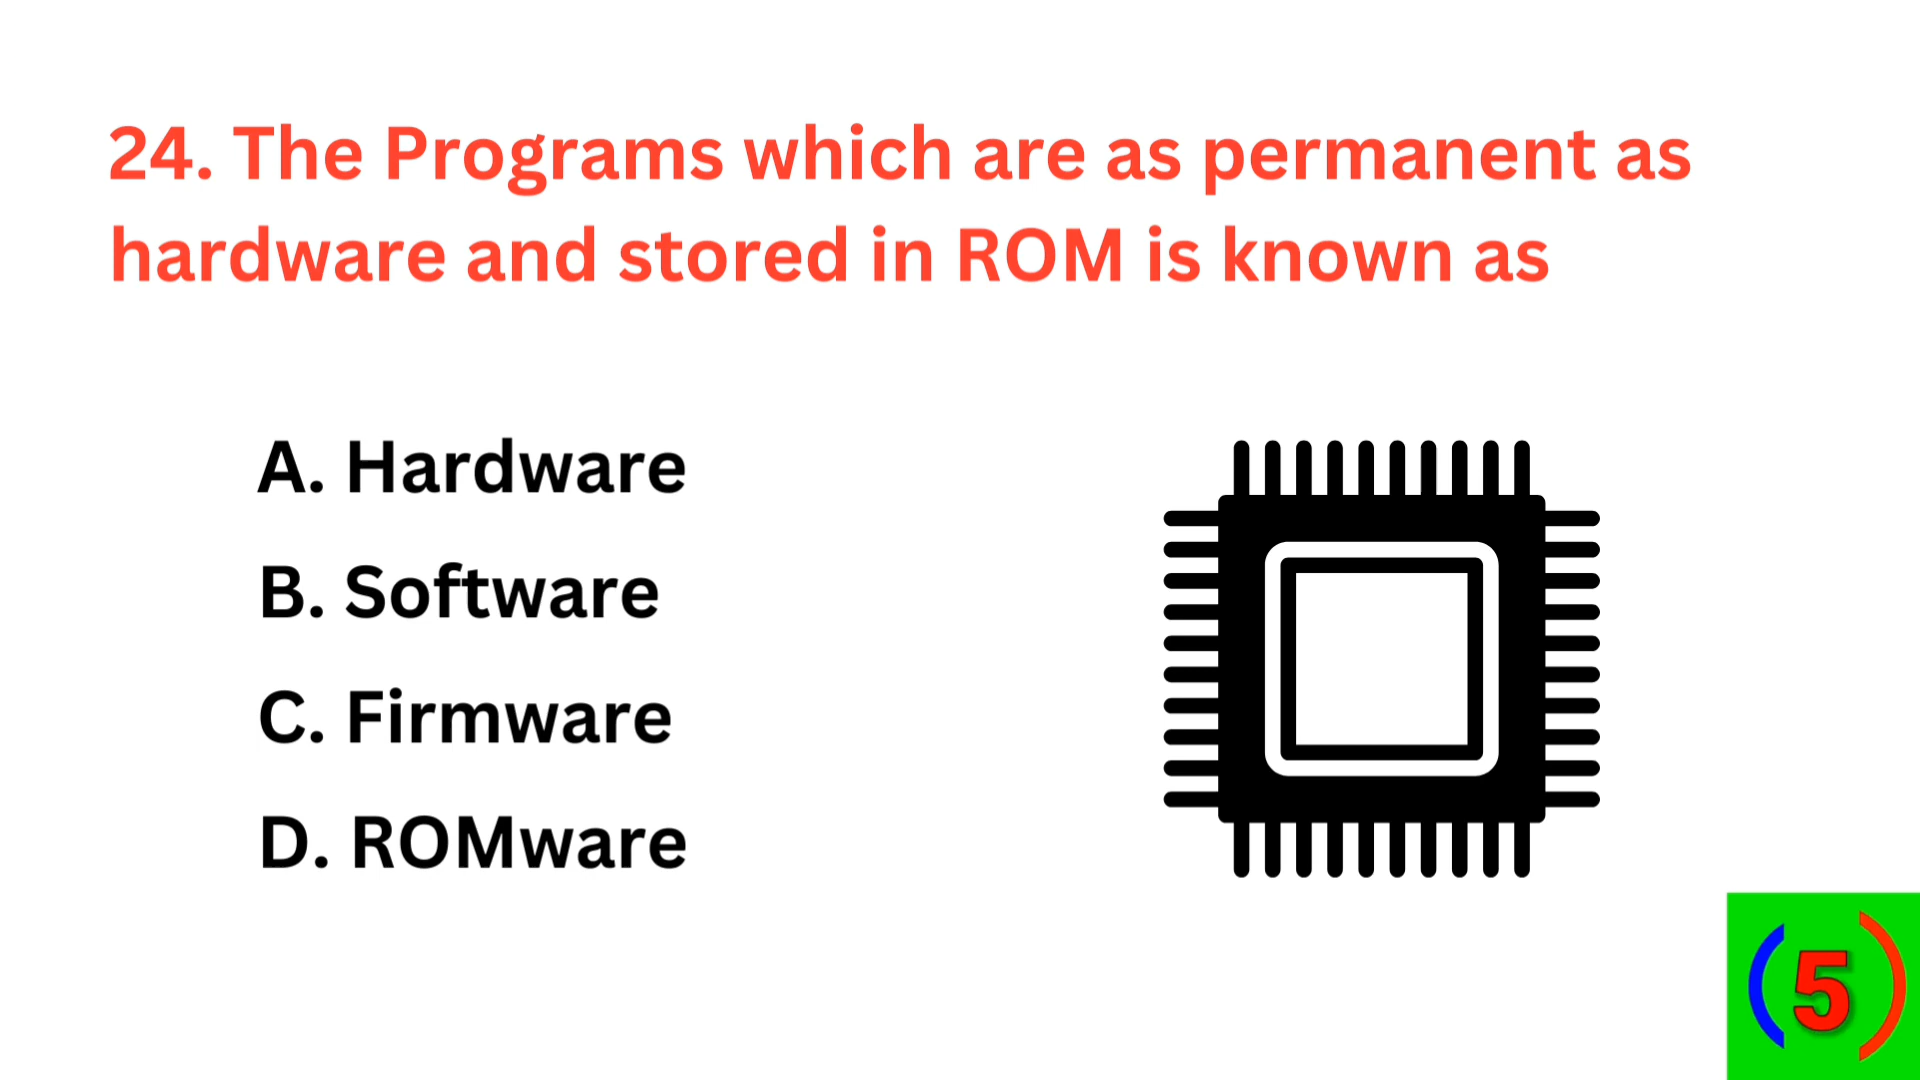 24. The Programs which are as permanent as
hardware and stored in ROM is known as
A. Hardware
B. Software
C. Firmware
D. ROMware
5